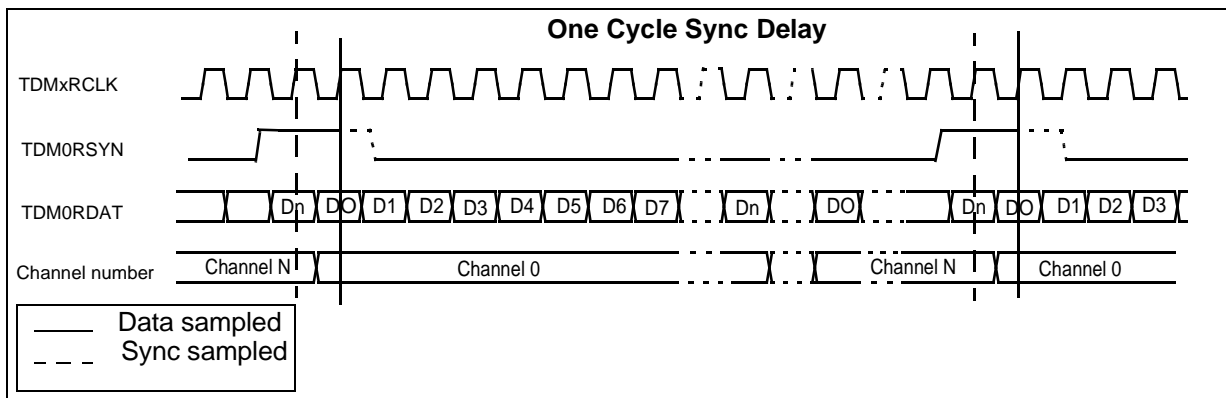 One Cycle Sync Delay
TDMxRCLK
TDM0RSYN
TDM0RDAT Dn DO D1 D2 D3 D4 D5 D6 D7 Dn DO Dn DO D1 D2 D3
Channel number Channel N Channel 0 Channel N Channel 0
Data sampled
Sync sampled